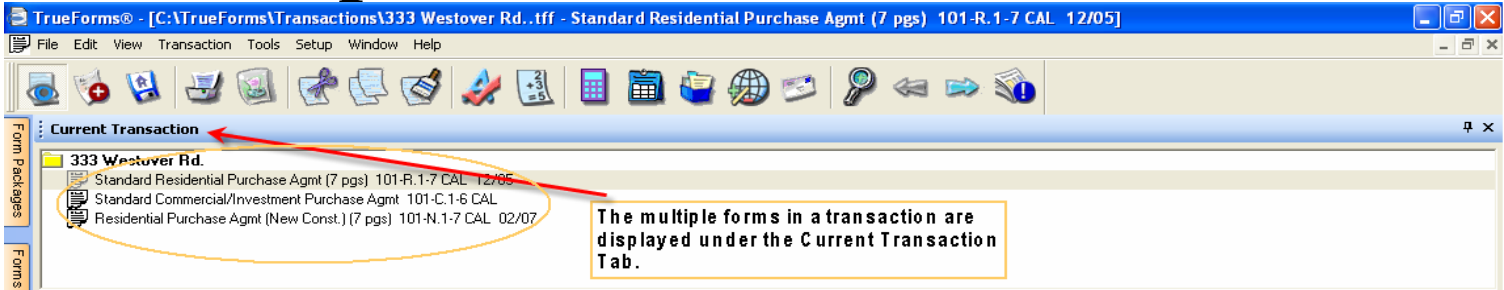 TrueForms® - [C:\TrueForms\Transactions\333 Westover Rd..tff - Standard Residential Purchase Agmt (7 pgs) 101-R.1-7 CAL 12/05]
File Edit View Transaction Tools Setup Window Help
+3
=5
Current Transaction
Form Packages
333 Westover Rd.
Standard Residential Purchase Agmt (7 pgs) 101-R.1-7 CAL 12/05
Standard Commercial/Investment Purchase Agmt 101-C.1-6 CAL
Residential Purchase Agmt (New Const.) (7 pgs) 101-N.1-7 CAL 02/07
The multiple forms in a transaction are
displayed under the Current Transaction
Tab.
Forms